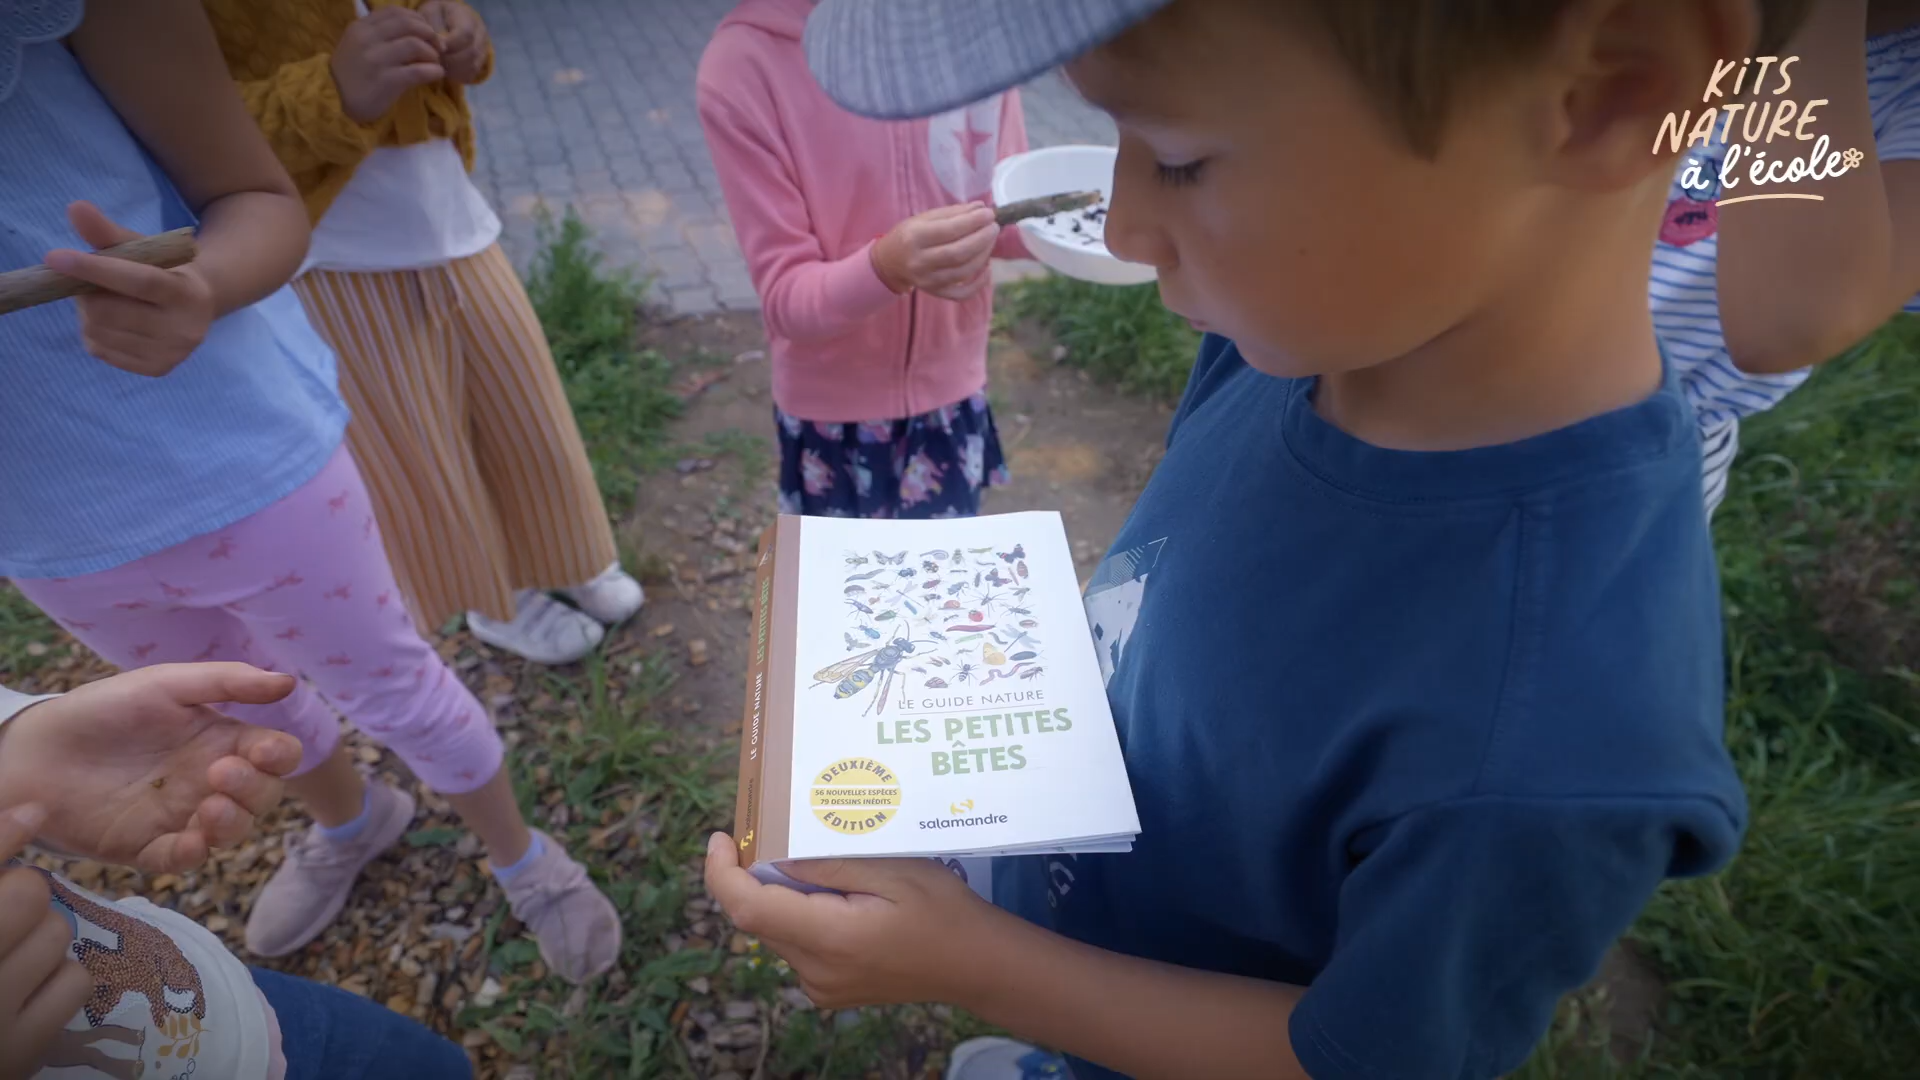 KiTS
NATURE
à l'école
LE GUIDE NATURE LES PETITES BÊTES
LE GUIDE NATURE
LES PETITES
BÊTES
DEUXIÈME
56 NOUVELLES ESPÈCES
79 DESSINS INÉDITS
ÉDITION
salamandre